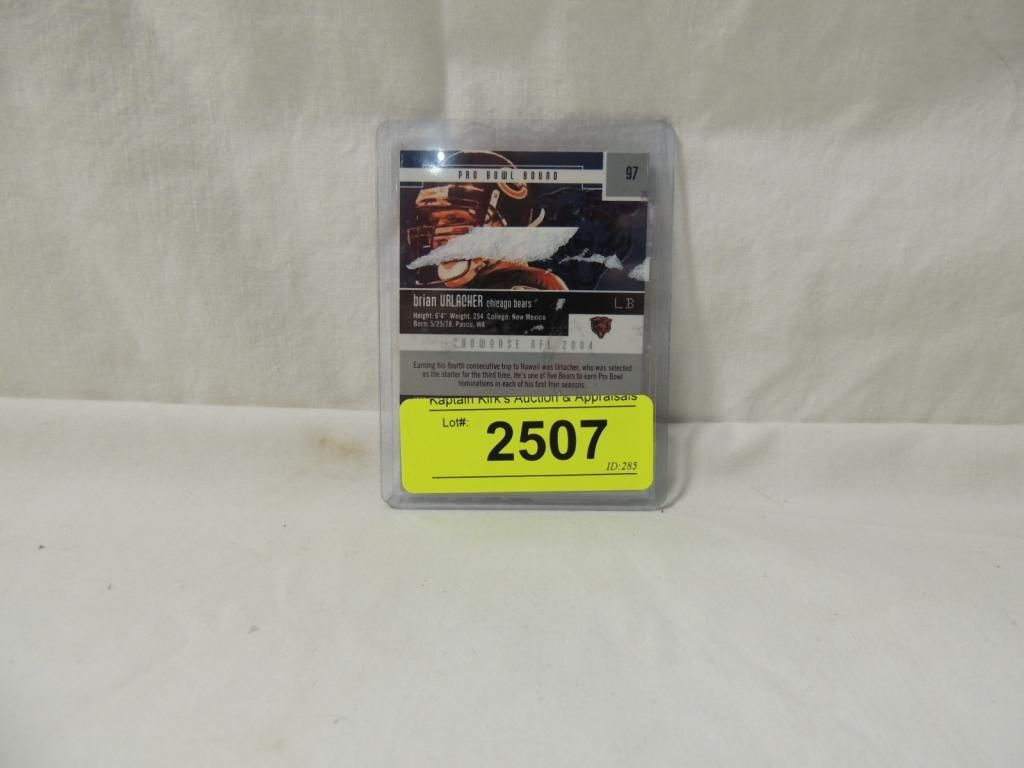 PRO BOWL BOUND
97
brian URLACHER chicago bears
LB
Height: 6'4" Weight: 254 College: New Mexico
Born: 5/25/78, Pasco, WA
SHOWCASE NFL 2004
Earning his fourth consecutive trip to Hawaii was Urlacher, who was selected
as the starter for the third time. He's one of five Bears to earn Pro Bowl
nominations in each of his first four seasons.
Kaptain Kirk's Auction & Appraisals
Lot#:
2507
ID:285